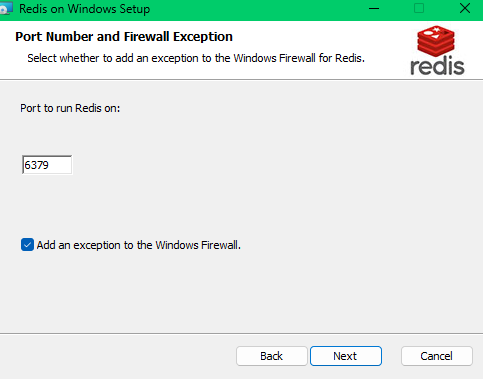 Redis on Windows Setup
Port Number and Firewall Exception
Select whether to add an exception to the Windows Firewall for Redis.
redis
Port to run Redis on:
6379
Add an exception to the Windows Firewall.
Back
Next
Cancel